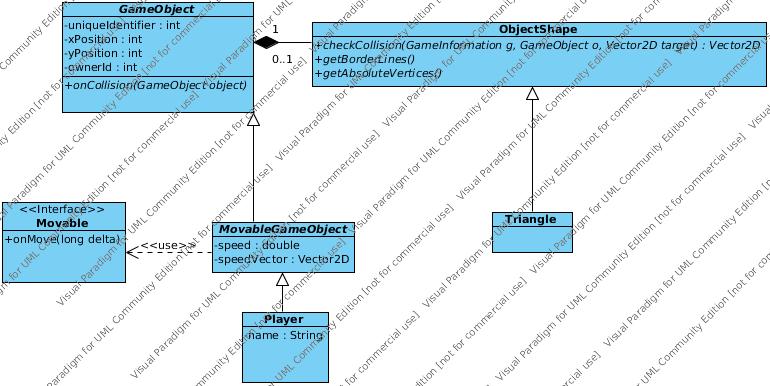 GameObject
-uniqueIdentifier : int
-xPosition : int
-yPosition : int
-ownerId : int
+onCollision(GameObject object)
1
0..1
ObjectShape
+checkCollision(GameInformation g, GameObject o, Vector2D target) : Vector2D
+getBorderLines()
+getAbsoluteVertices()
<<Interface>>
Movable
+onMove(long delta)
<<use>>
MovableGameObject
-speed : double
-speedVector : Vector2D
Triangle
Player
-name : String
Visual Paradigm for UML Community Edition [not for commercial use]